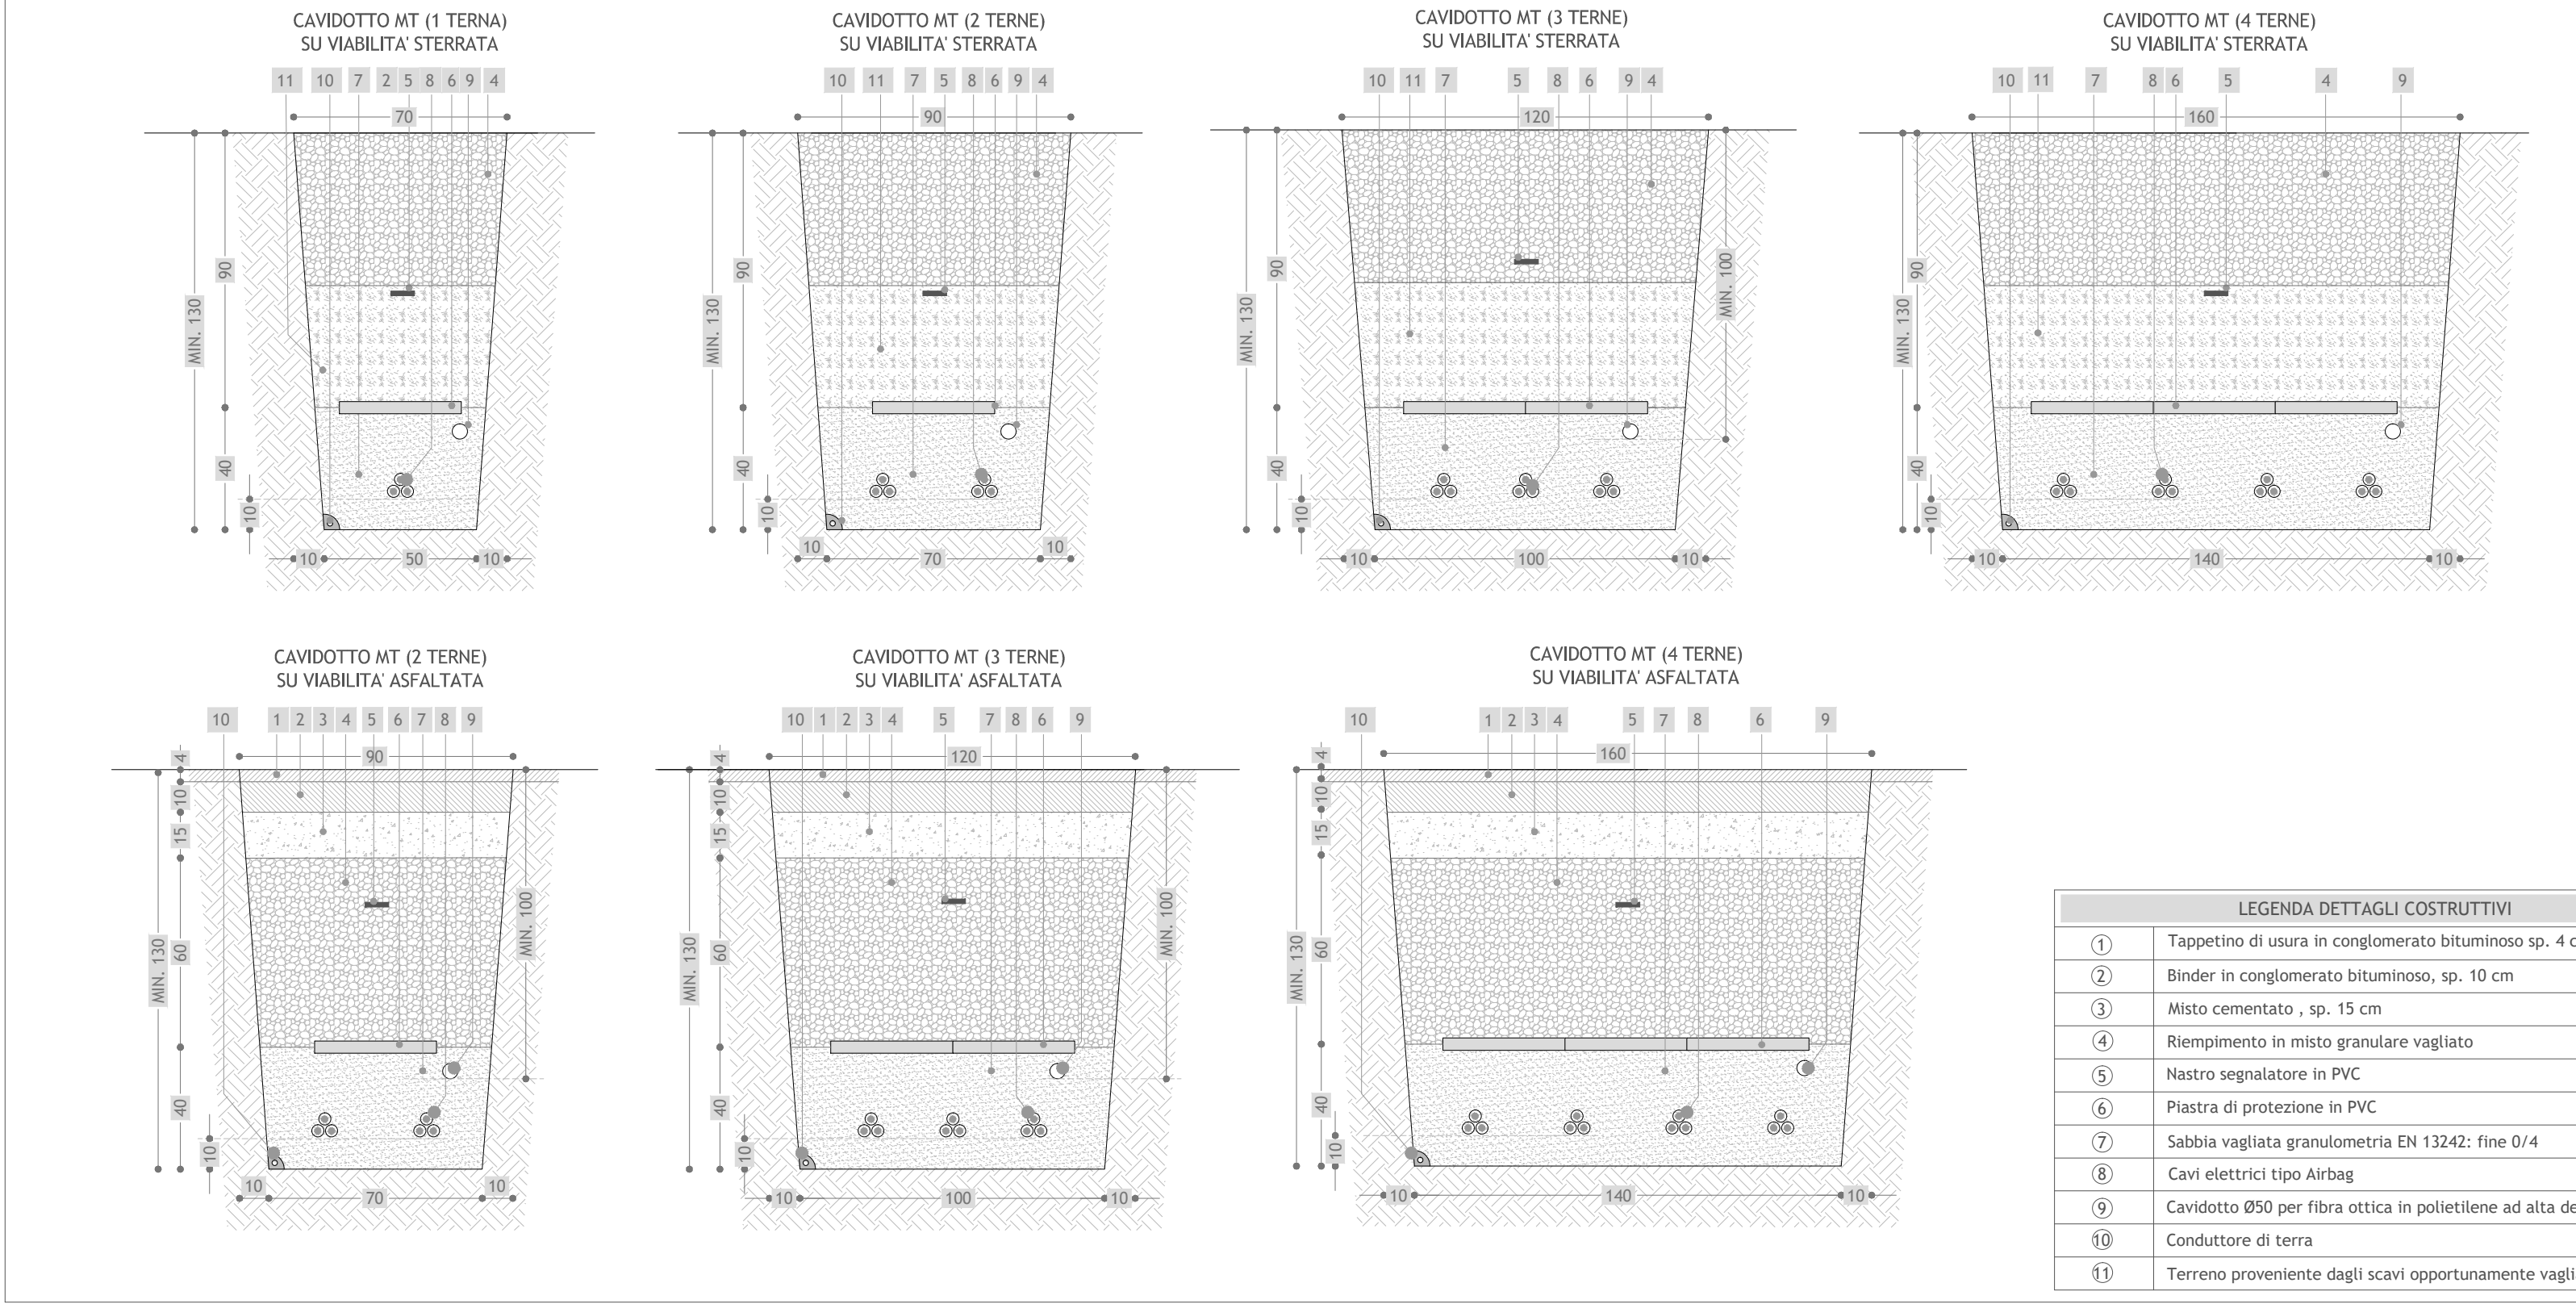 CAVIDOTTO MT (1 TERNA)
SU VIABILITA' STERRATA
11 10 7 2 5 8 6 9 4
70
MIN. 130
90
40
10
10 50 10
CAVIDOTTO MT (2 TERNE)
SU VIABILITA' STERRATA
10 11 7 5 8 6 9 4
90
MIN. 130
90
40
10
10 70 10
CAVIDOTTO MT (3 TERNE)
SU VIABILITA' STERRATA
10 11 7 5 8 6 9 4
120
MIN. 130
90
40
10
MIN. 100
10 100 10
CAVIDOTTO MT (4 TERNE)
SU VIABILITA' STERRATA
10 11 7 8 6 5 4 9
160
MIN. 130
90
40
10
10 140 10
CAVIDOTTO MT (2 TERNE)
SU VIABILITA' ASFALTATA
10 1 2 3 4 5 6 7 8 9
90
4
10
15
60
MIN. 130
40
10
MIN. 100
10 70 10
CAVIDOTTO MT (3 TERNE)
SU VIABILITA' ASFALTATA
10 1 2 3 4 5 7 8 6 9
120
4
10
15
60
MIN. 130
40
10
MIN. 100
10 100 10
CAVIDOTTO MT (4 TERNE)
SU VIABILITA' ASFALTATA
10 1 2 3 4 5 7 8 6 9
160
4
10
15
60
MIN. 130
40
10
10 140 10
LEGENDA DETTAGLI COSTRUTTIVI
1 Tappetino di usura in conglomerato bituminoso sp. 4 c
2 Binder in conglomerato bituminoso, sp. 10 cm
3 Misto cementato , sp. 15 cm
4 Riempimento in misto granulare vagliato
5 Nastro segnalatore in PVC
6 Piastra di protezione in PVC
7 Sabbia vagliata granulometria EN 13242: fine 0/4
8 Cavi elettrici tipo Airbag
9 Cavidotto Ø50 per fibra ottica in polietilene ad alta de
10 Conduttore di terra
11 Terreno proveniente dagli scavi opportunamente vagli